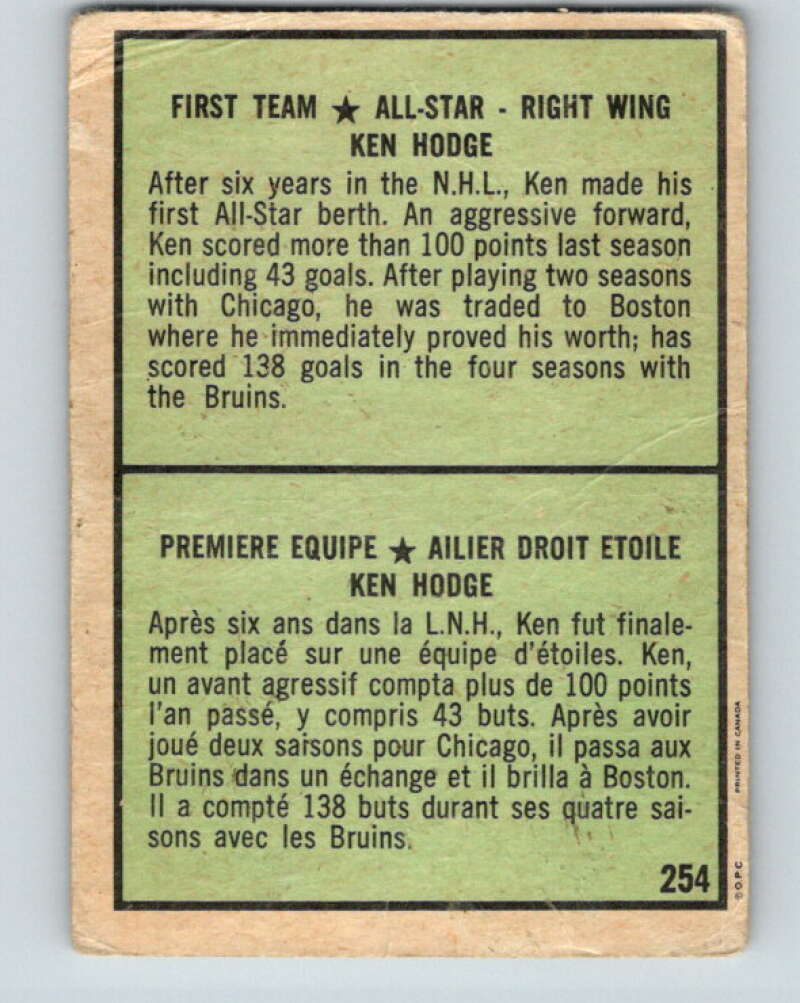 FIRST TEAM ★ ALL-STAR - RIGHT WING
KEN HODGE
After six years in the N.H.L., Ken made his
first All-Star berth. An aggressive forward,
Ken scored more than 100 points last season
including 43 goals. After playing two seasons
with Chicago, he was traded to Boston
where he immediately proved his worth; has
scored 138 goals in the four seasons with
the Bruins.
PREMIERE EQUIPE ★ AILIER DROIT ETOILE
KEN HODGE
Après six ans dans la L.N.H., Ken fut finale-
ment placé sur une équipe d'étoiles. Ken,
un avant agressif compta plus de 100 points
l'an passé, y compris 43 buts. Après avoir
joué deux saisons pour Chicago, il passa aux
Bruins dans un échange et il brilla à Boston.
Il a compté 138 buts durant ses quatre sai-
sons avec les Bruins.
254
© O.P.C.
PRINTED IN CANADA